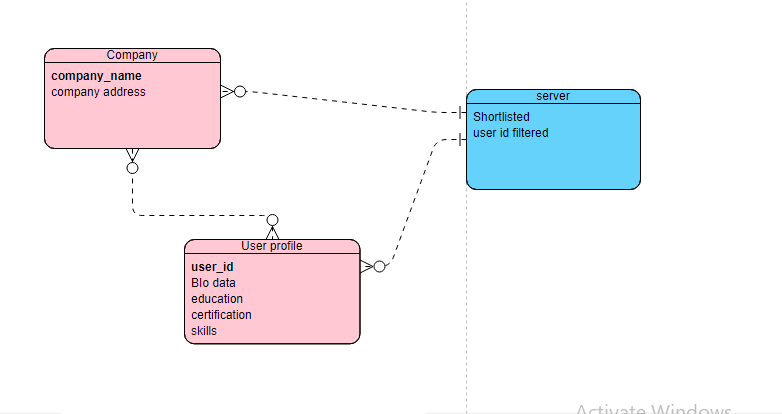 Company
company_name
company address
server
Shortlisted
user id filtered
User profile
user_id
BIo data
education
certification
skills
Activate Windows